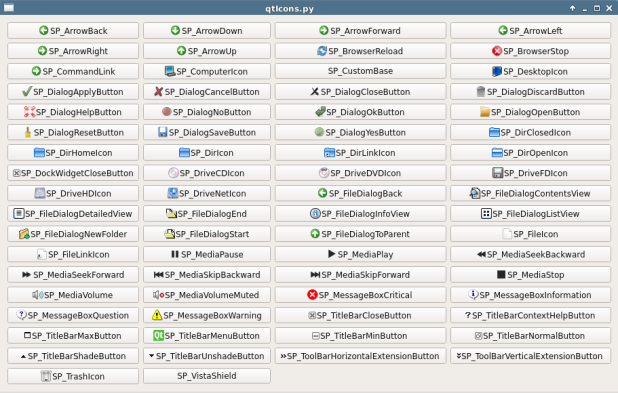 qtIcons.py
SP_ArrowBack SP_ArrowDown SP_ArrowForward SP_ArrowLeft
SP_ArrowRight SP_ArrowUp SP_BrowserReload SP_BrowserStop
SP_CommandLink SP_ComputerIcon SP_CustomBase SP_DesktopIcon
SP_DialogApplyButton SP_DialogCancelButton SP_DialogCloseButton SP_DialogDiscardButton
SP_DialogHelpButton SP_DialogNoButton SP_DialogOkButton SP_DialogOpenButton
SP_DialogResetButton SP_DialogSaveButton SP_DialogYesButton SP_DirClosedIcon
SP_DirHomeIcon SP_DirIcon SP_DirLinkIcon SP_DirOpenIcon
SP_DockWidgetCloseButton SP_DriveCDIcon SP_DriveDVDIcon SP_DriveFDIcon
SP_DriveHDIcon SP_DriveNetIcon SP_FileDialogBack SP_FileDialogContentsView
SP_FileDialogDetailedView SP_FileDialogEnd SP_FileDialogInfoView SP_FileDialogListView
SP_FileDialogNewFolder SP_FileDialogStart SP_FileDialogToParent SP_FileIcon
SP_FileLinkIcon SP_MediaPause SP_MediaPlay SP_MediaSeekBackward
SP_MediaSeekForward SP_MediaSkipBackward SP_MediaSkipForward SP_MediaStop
SP_MediaVolume SP_MediaVolumeMuted SP_MessageBoxCritical SP_MessageBoxInformation
SP_MessageBoxQuestion SP_MessageBoxWarning SP_TitleBarCloseButton SP_TitleBarContextHelpButton
SP_TitleBarMaxButton SP_TitleBarMenuButton SP_TitleBarMinButton SP_TitleBarNormalButton
SP_TitleBarShadeButton SP_TitleBarUnshadeButton SP_ToolBarHorizontalExtensionButton SP_ToolBarVerticalExtensionButton
SP_TrashIcon SP_VistaShield